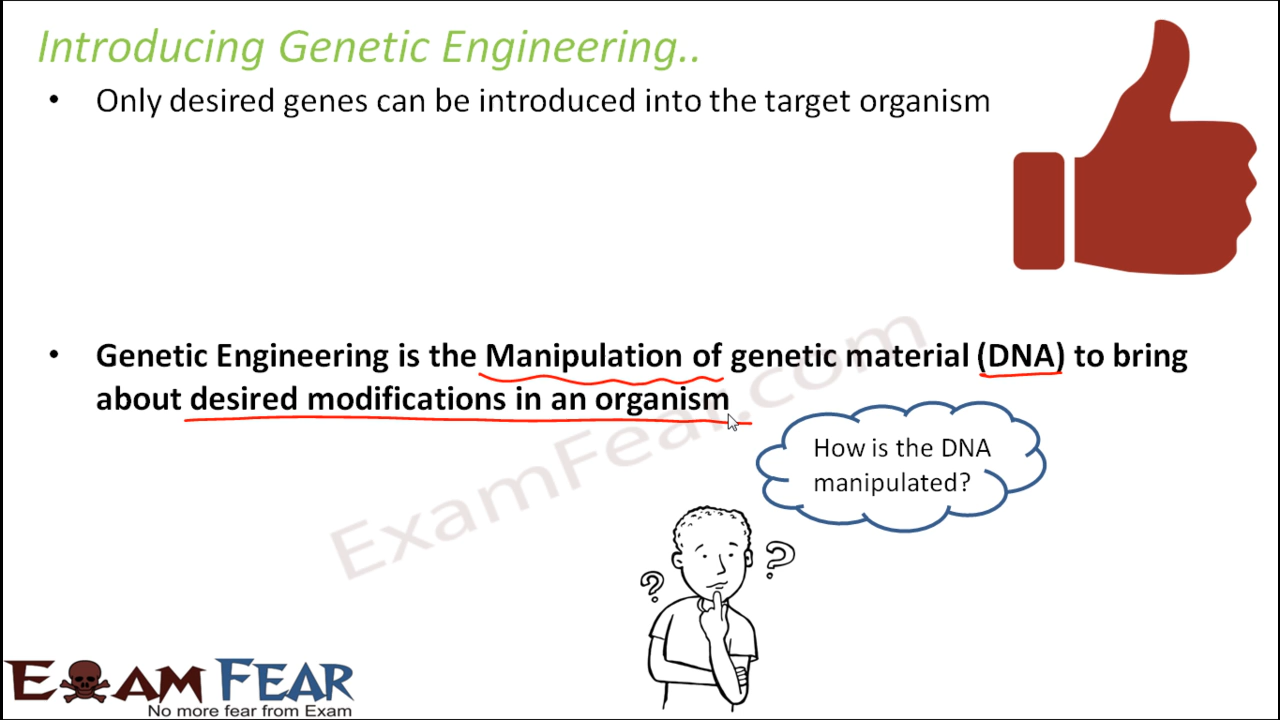 Introducing Genetic Engineering..
• Only desired genes can be introduced into the target organism
• Genetic Engineering is the Manipulation of genetic material (DNA) to bring
about desired modifications in an organism
ExamFear.com
How is the DNA
manipulated?
? ?
EXAM FEAR
No more fear from Exam